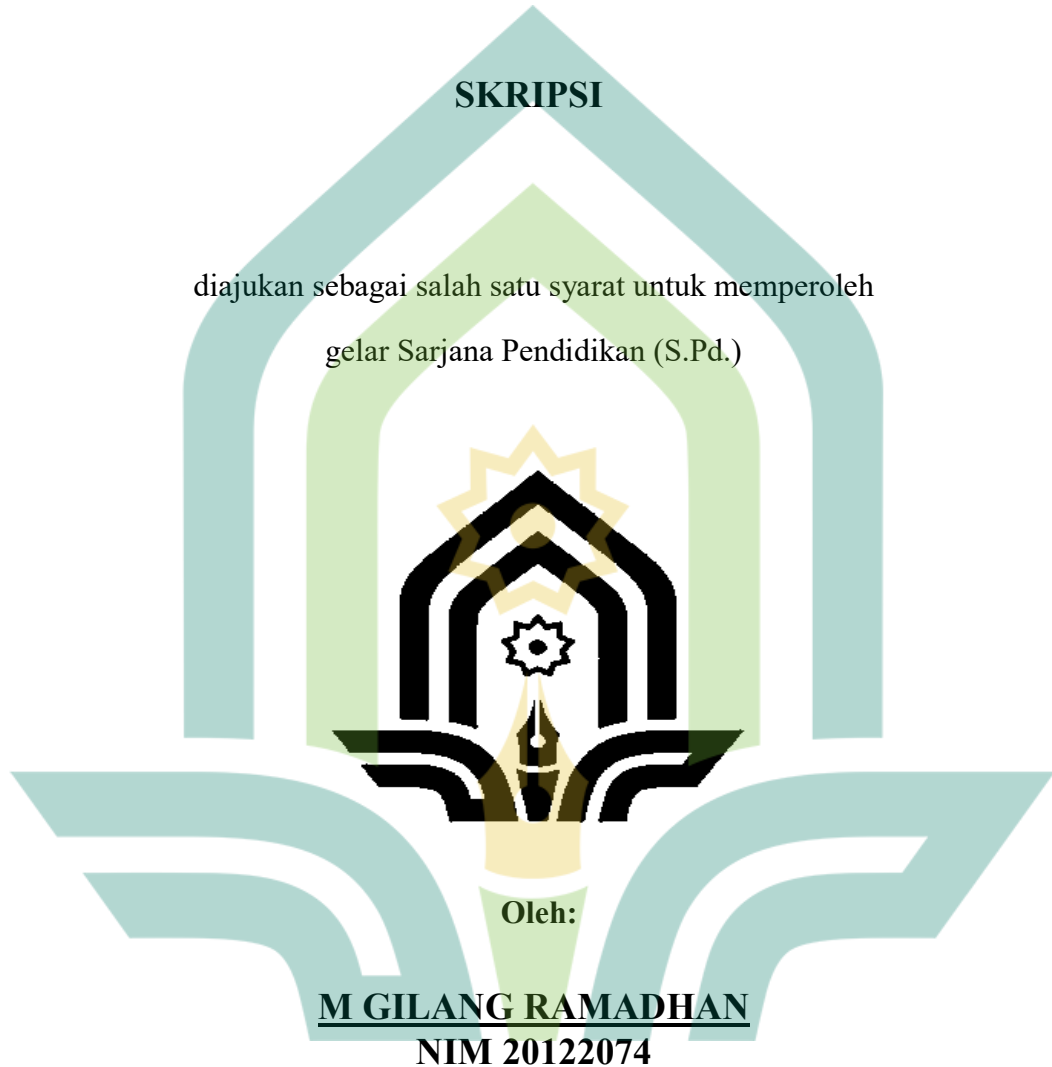 SKRIPSI
diajukan sebagai salah satu syarat untuk memperoleh
gelar Sarjana Pendidikan (S.Pd.)
Oleh:
M GILANG RAMADHAN
NIM 20122074